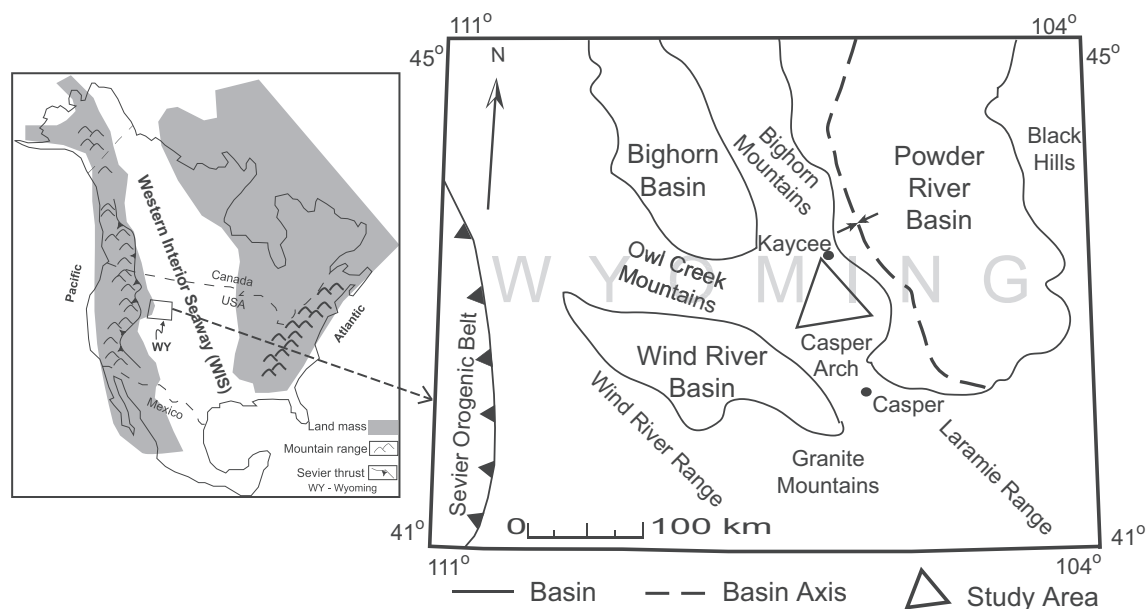 Western Interior Seaway (WIS)
Pacific
Atlantic
Canada
USA
WY
Mexico
Land mass
Mountain range
Sevier thrust
WY - Wyoming
111°
104°
45°
45°
N
Bighorn
Basin
Bighorn
Mountains
Powder
River
Basin
Black
Hills
Kaycee
Owl Creek
Mountains
WYOMING
Wind River
Basin
Casper
Arch
Casper
Wind River Range
Granite
Mountains
Laramie Range
Sevier Orogenic Belt
0 100 km
41°
41°
111°
104°
Basin
Basin Axis
Study Area